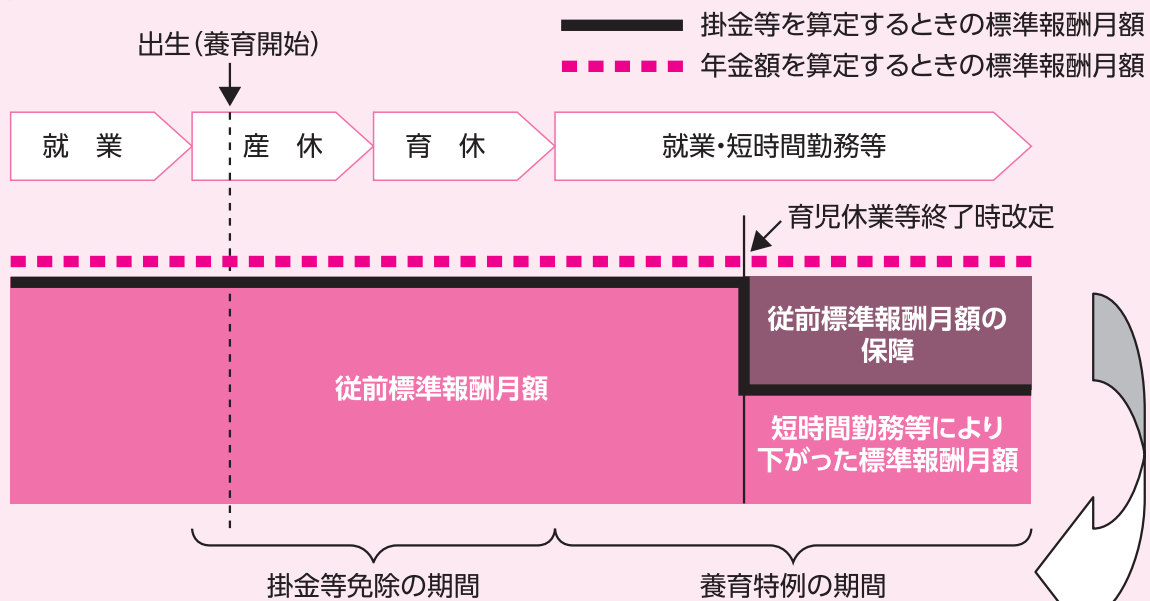 掛金等を算定するときの標準報酬月額
年金額を算定するときの標準報酬月額
出生（養育開始）
就　業
産　休
育　休
就業・短時間勤務等
育児休業等終了時改定
従前標準報酬月額の
保障
従前標準報酬月額
短時間勤務等により
下がった標準報酬月額
掛金等免除の期間
養育特例の期間